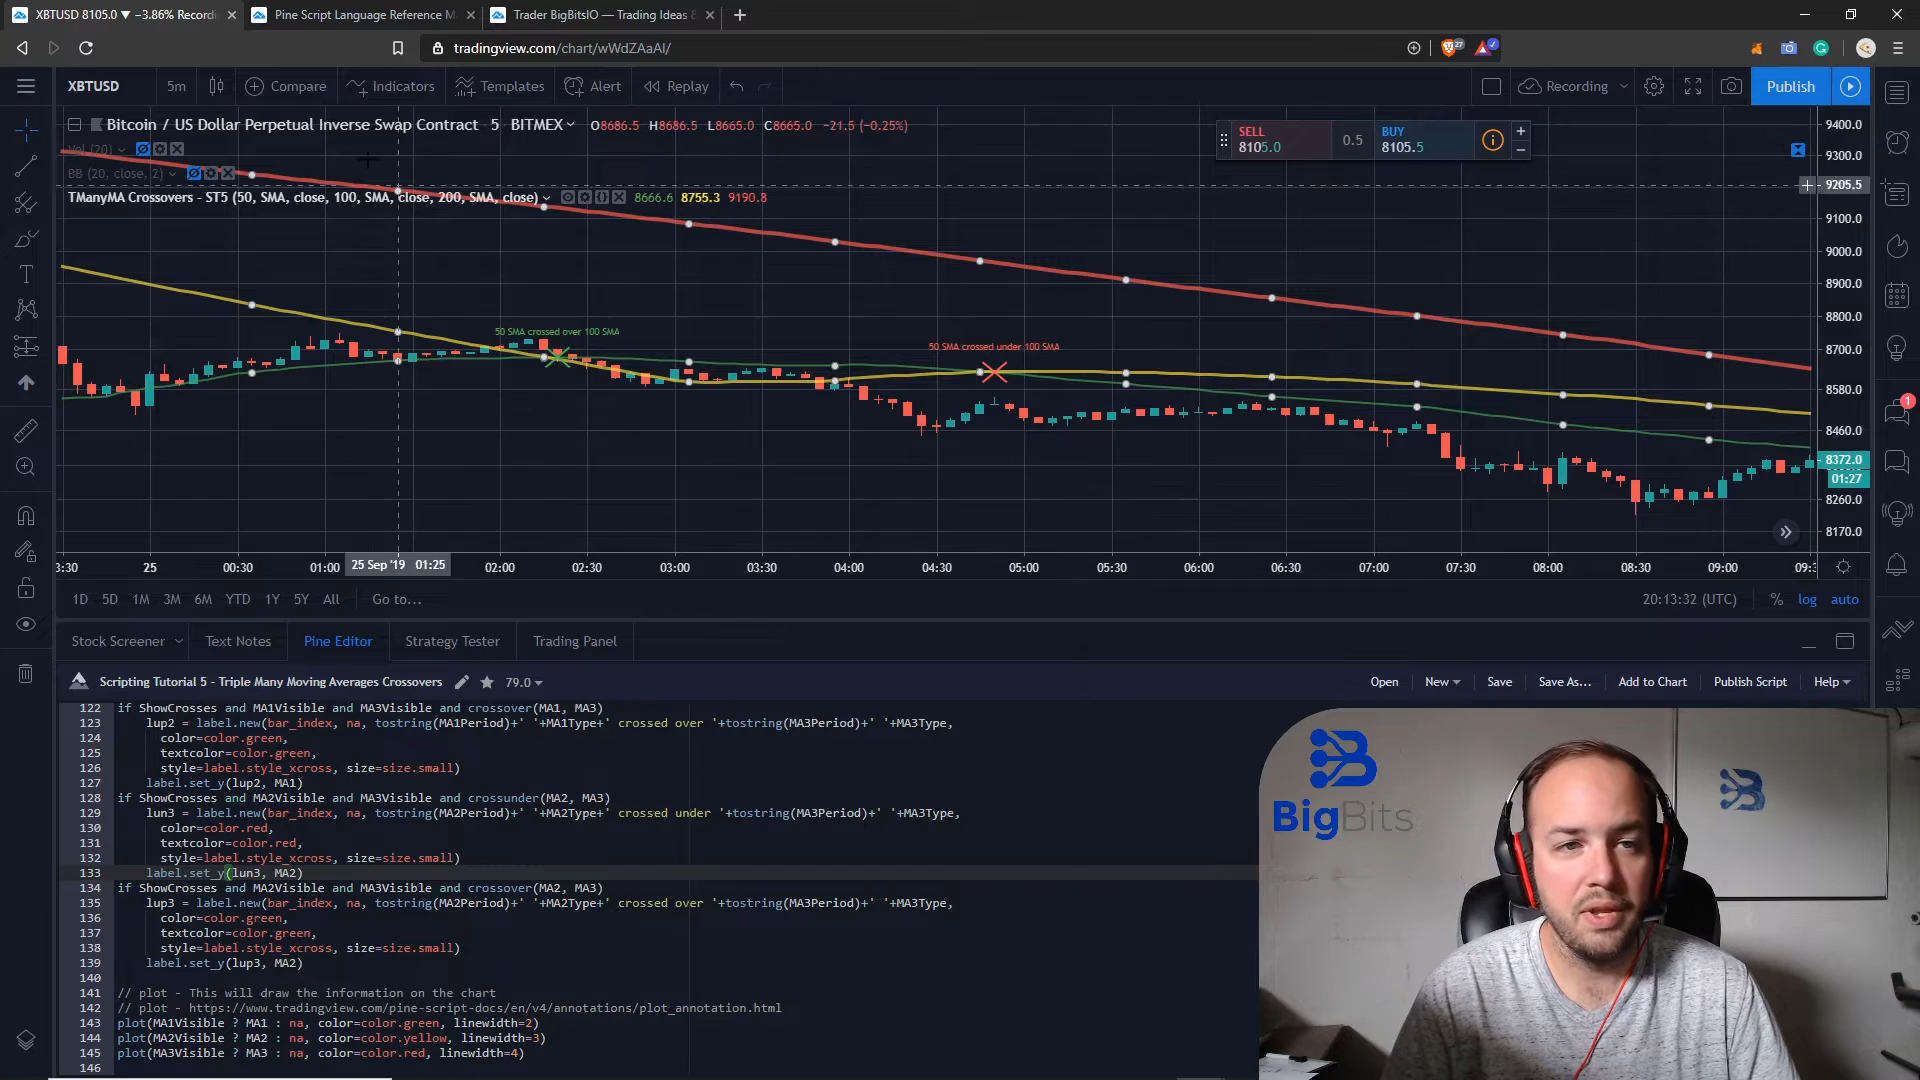 XBTUSD 8105.0 ▼ −3.86% Recordi
Pine Script Language Reference M
Trader BigBitsIO — Trading Ideas &
tradingview.com/chart/wWdZAaAI/
27
XBTUSD
5m
Compare
Indicators
Templates
Alert
Replay
Recording
Publish
Bitcoin / US Dollar Perpetual Inverse Swap Contract · 5 BITMEX O8686.5 H8686.5 L8665.0 C8665.0 −21.5 (−0.25%)
Vol (20)
BB (20, close, 2)
TManyMA Crossovers - ST5 (50, SMA, close, 100, SMA, close, 200, SMA, close) 8666.6 8755.3 9190.8
SELL
8105.0
0.5
BUY
8105.5
50 SMA crossed over 100 SMA
50 SMA crossed under 100 SMA
9400.0
9300.0
9205.5
9100.0
9000.0
8900.0
8800.0
8700.0
8580.0
8460.0
8372.0
01:27
8260.0
8170.0
1
3:30 25 00:30 01:00 25 Sep '19 01:25 02:00 02:30 03:00 03:30 04:00 04:30 05:00 05:30 06:00 06:30 07:00 07:30 08:00 08:30 09:00 09:3
1D 5D 1M 3M 6M YTD 1Y 5Y All Go to...
20:13:32 (UTC) % log auto
Stock Screener Text Notes Pine Editor Strategy Tester Trading Panel
Scripting Tutorial 5 - Triple Many Moving Averages Crossovers 79.0
Open New Save Save As... Add to Chart Publish Script Help
122 if ShowCrosses and MA1Visible and MA3Visible and crossover(MA1, MA3)
123 lup2 = label.new(bar_index, na, tostring(MA1Period)+' '+MA1Type+' crossed over '+tostring(MA3Period)+' '+MA3Type,
124 color=color.green,
125 textcolor=color.green,
126 style=label.style_xcross, size=size.small)
127 label.set_y(lup2, MA1)
128 if ShowCrosses and MA2Visible and MA3Visible and crossunder(MA2, MA3)
129 lun3 = label.new(bar_index, na, tostring(MA2Period)+' '+MA2Type+' crossed under '+tostring(MA3Period)+' '+MA3Type,
130 color=color.red,
131 textcolor=color.red,
132 style=label.style_xcross, size=size.small)
133 label.set_y(lun3, MA2)
134 if ShowCrosses and MA2Visible and MA3Visible and crossover(MA2, MA3)
135 lup3 = label.new(bar_index, na, tostring(MA2Period)+' '+MA2Type+' crossed over '+tostring(MA3Period)+' '+MA3Type,
136 color=color.green,
137 textcolor=color.green,
138 style=label.style_xcross, size=size.small)
139 label.set_y(lup3, MA2)
140
141 // plot - This will draw the information on the chart
142 // plot - https://www.tradingview.com/pine-script-docs/en/v4/annotations/plot_annotation.html
143 plot(MA1Visible ? MA1 : na, color=color.green, linewidth=2)
144 plot(MA2Visible ? MA2 : na, color=color.yellow, linewidth=3)
145 plot(MA3Visible ? MA3 : na, color=color.red, linewidth=4)
146
BigBits